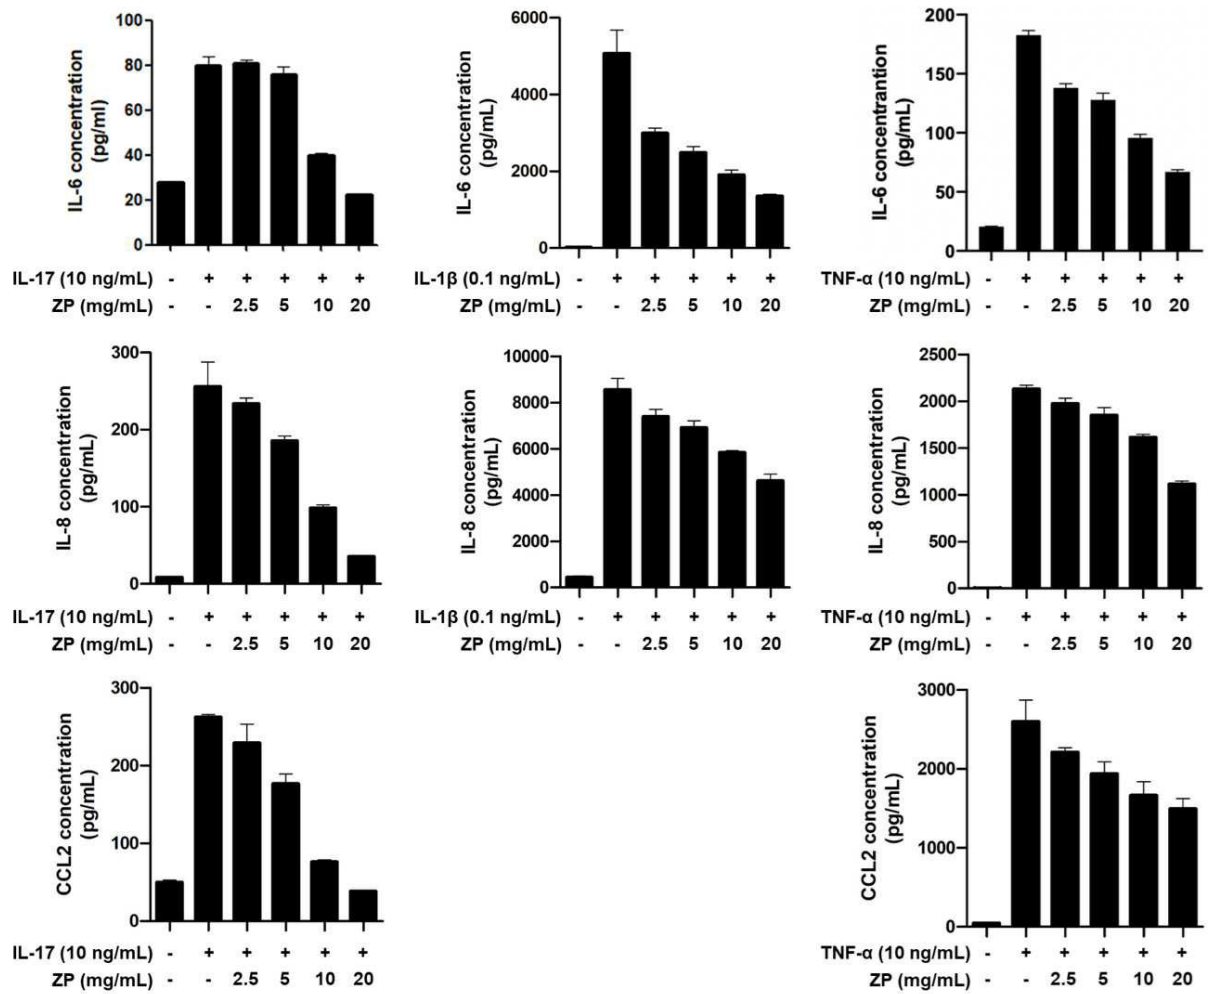 100
80
60
40
20
0
IL-6 concentration
(pg/ml)
IL-17 (10 ng/mL) - + + + + +
ZP (mg/mL) - - 2.5 5 10 20
6000
4000
2000
0
IL-6 concentration
(pg/mL)
IL-1β (0.1 ng/mL) - + + + + +
ZP (mg/mL) - - 2.5 5 10 20
200
150
100
50
0
IL-6 concentrantion
(pg/mL)
TNF-α (10 ng/mL) - + + + + +
ZP (mg/mL) - - 2.5 5 10 20
300
200
100
0
IL-8 concentration
(pg/mL)
IL-17 (10 ng/mL) - + + + + +
ZP (mg/mL) - - 2.5 5 10 20
10000
8000
6000
4000
2000
0
IL-8 concentration
(pg/mL)
IL-1β (0.1 ng/mL) - + + + + +
ZP (mg/mL) - - 2.5 5 10 20
2500
2000
1500
1000
500
0
IL-8 concentration
(pg/mL)
TNF-α (10 ng/mL) - + + + + +
ZP (mg/mL) - - 2.5 5 10 20
300
200
100
0
CCL2 concentration
(pg/mL)
IL-17 (10 ng/mL) - + + + + +
ZP (mg/mL) - - 2.5 5 10 20
3000
2000
1000
0
CCL2 concentration
(pg/mL)
TNF-α (10 ng/mL) - + + + + +
ZP (mg/mL) - - 2.5 5 10 20